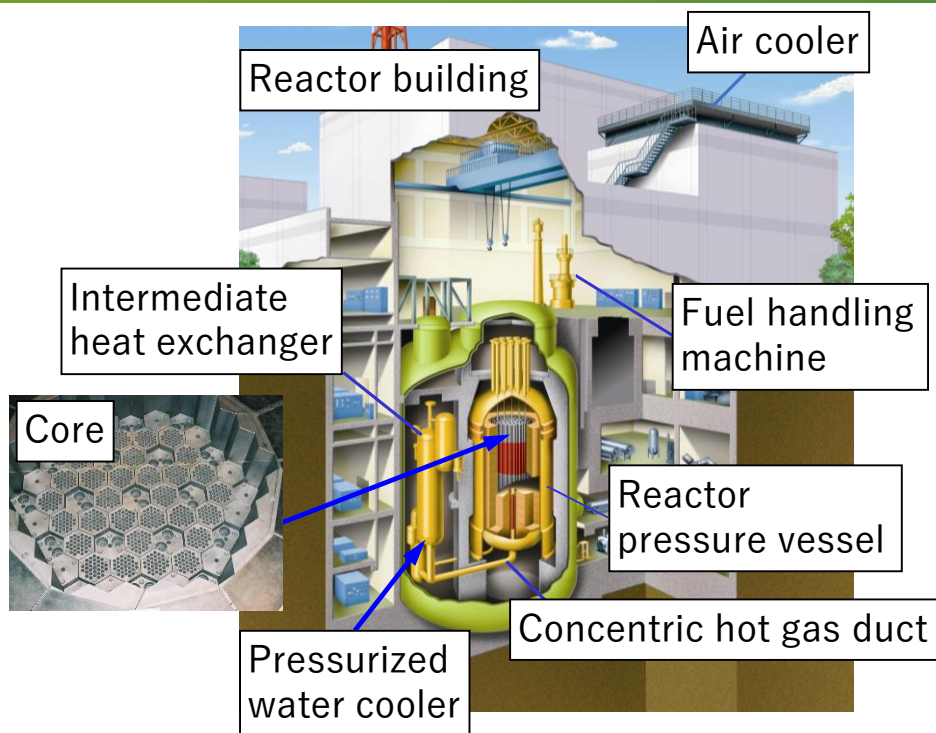 Air cooler
Reactor building
Intermediate
heat exchanger
Fuel handling
machine
Core
Reactor
pressure vessel
Concentric hot gas duct
Pressurized
water cooler